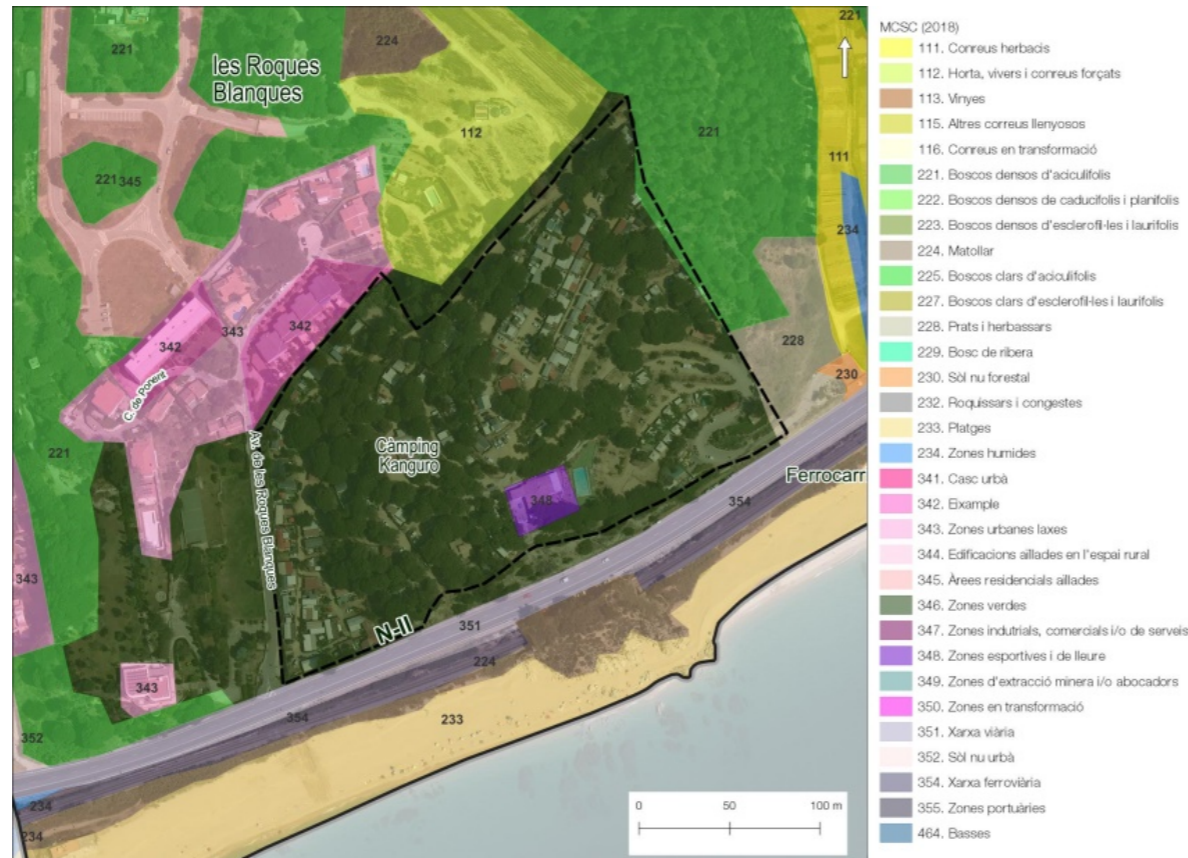 221
224
les Roques
Blanques
221
112
221
221 345
111
234
342
343
342
228
230
C. de Ponent
221
Av. de les Roques Blanques
Càmping
Kanguro
348
Ferrocarr
354
343
N-II
351
224
343
354
233
352
234
234
0 50 100 m
MCSC (2018)
111. Conreus herbacis
112. Horta, vivers i conreus forçats
113. Vinyes
115. Altres correus llenyosos
116. Conreus en transformació
221. Boscos densos d'aciculifolis
222. Boscos densos de caducifolis i planifolis
223. Boscos densos d'esclerofil·les i laurifolis
224. Matollar
225. Boscos clars d'aciculifolis
227. Boscos clars d'esclerofil·les i laurifolis
228. Prats i herbassars
229. Bosc de ribera
230. Sòl nu forestal
232. Roquissars i congestes
233. Platges
234. Zones humides
341. Casc urbà
342. Eixample
343. Zones urbanes laxes
344. Edificacions aïllades en l'espai rural
345. Àrees residencials aïllades
346. Zones verdes
347. Zones indutrials, comercials i/o de serveis
348. Zones esportives i de lleure
349. Zones d'extracció minera i/o abocadors
350. Zones en transformació
351. Xarxa viària
352. Sòl nu urbà
354. Xarxa ferroviària
355. Zones portuàries
464. Basses